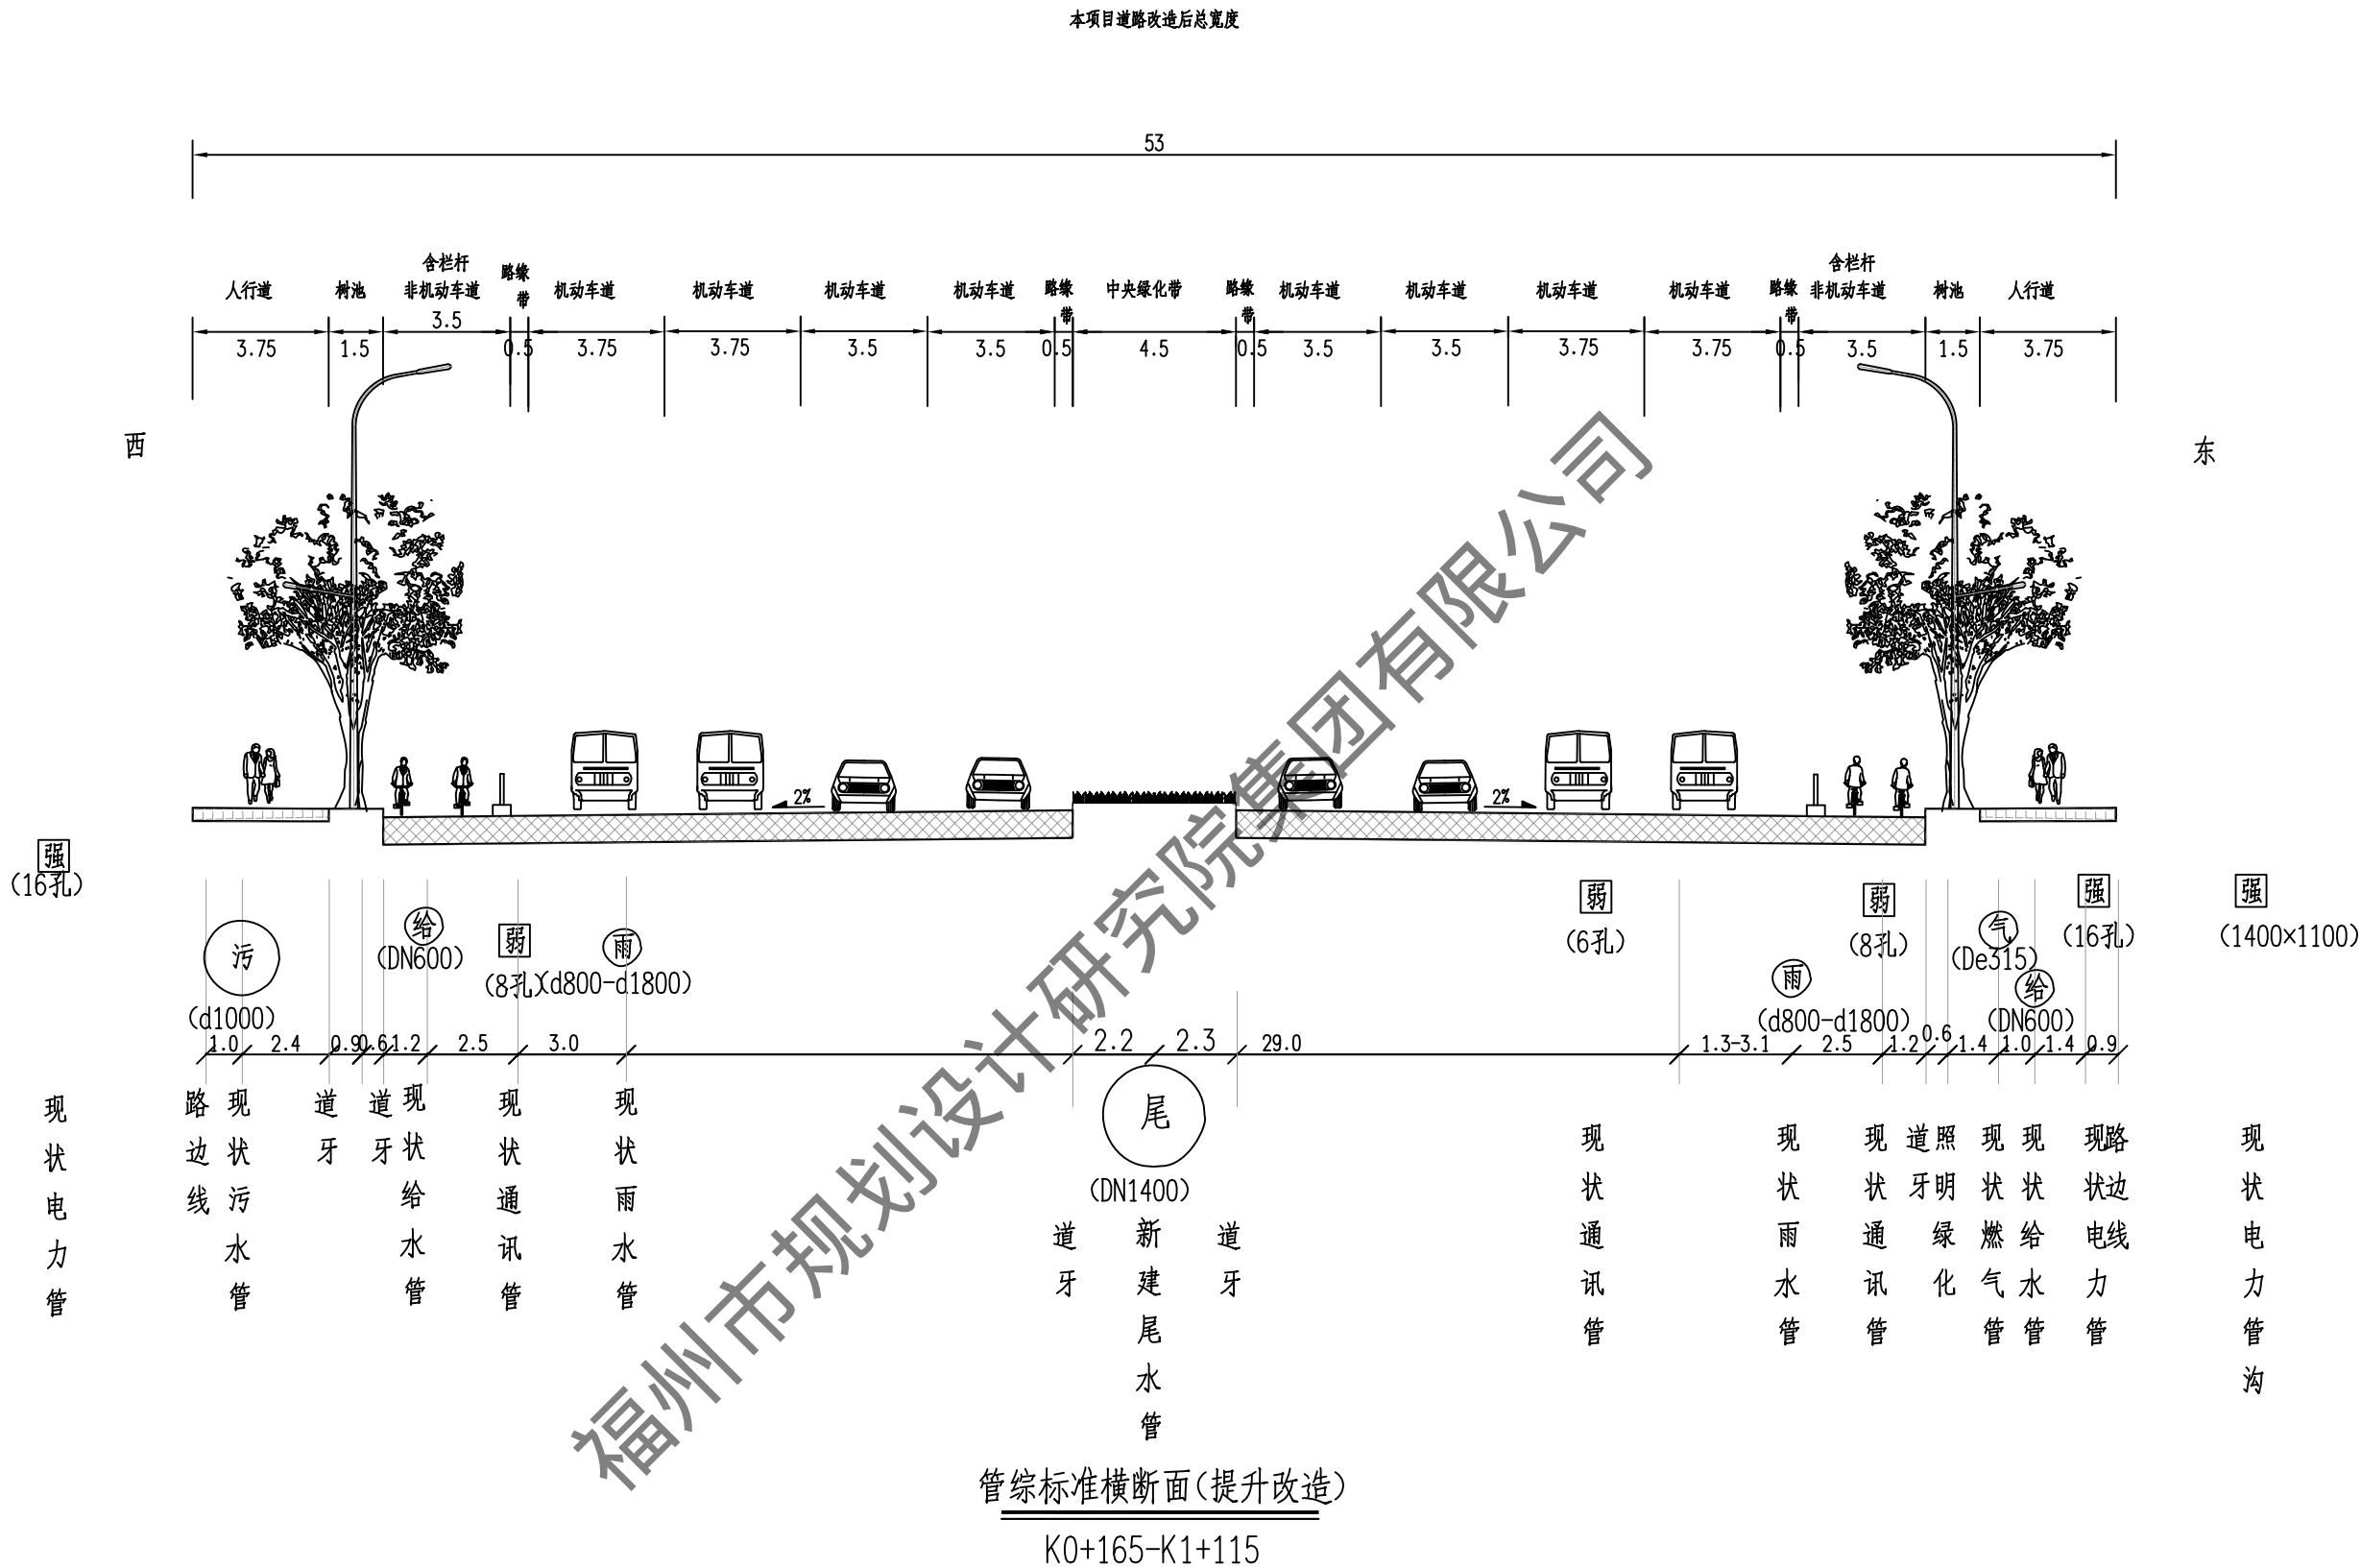 本项目道路改造后总宽度
53
含栏杆
含栏杆
人行道 树池 非机动车道 路缘带 机动车道 机动车道 机动车道 机动车道 路缘带 中央绿化带 路缘带 机动车道 机动车道 机动车道 机动车道 路缘带 非机动车道 树池 人行道
3.75 1.5 3.5 0.5 3.75 3.75 3.5 3.5 0.5 4.5 0.5 3.5 3.5 3.75 3.75 0.5 3.5 1.5 3.75
西
东
2%
2%
强
(16孔)
污
(d1000)
给
(DN600)
弱
(8孔)
雨
(d800-d1800)
弱
(6孔)
雨
(d800-d1800)
弱
(8孔)
气
(De315)
给
(DN600)
强
(16孔)
强
(1400×1100)
1.0 2.4 0.9 0.6 1.2 2.5 3.0 2.2 2.3 29.0 1.3-3.1 2.5 1.2 0.6 1.4 1.0 1.4 0.9
尾
(DN1400)
现状电力管
路边线
现状污水管
道牙
道牙
现状给水管
现状通讯管
现状雨水管
道牙
新建尾水管
道牙
现状通讯管
现状雨水管
现状通讯管
道牙
照明绿化
现状燃气管
现状给水管
现状电力管
路边线
现状电力管沟
福州市规划设计研究院集团有限公司
管综标准横断面(提升改造)
K0+165-K1+115